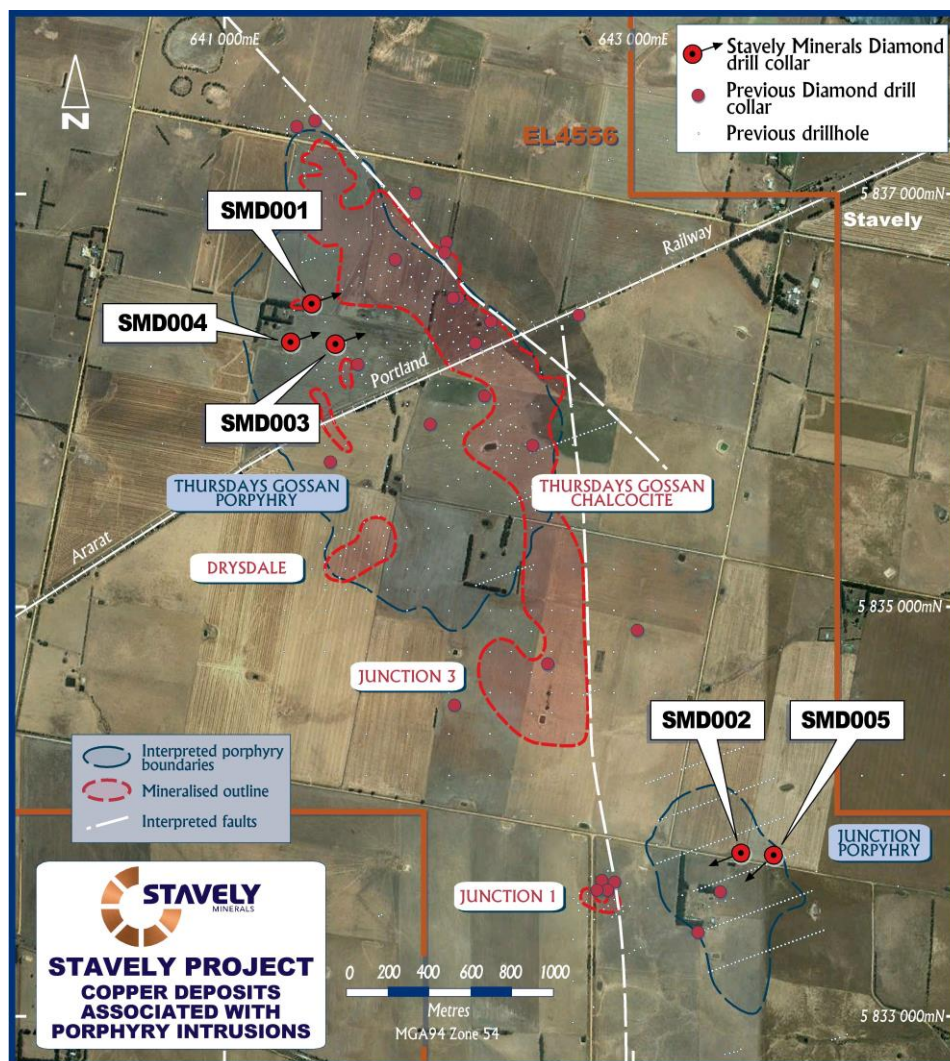 641 000mE
643 000mE
Stavely Minerals Diamond
drill collar
Previous Diamond drill
collar
Previous drillhole
N
EL4556
5 837 000mN
Stavely
SMD001
Railway
SMD004
Portland
SMD003
THURSDAYS GOSSAN
PORPYHRY
THURSDAYS GOSSAN
CHALCOCITE
Ararat
DRYSDALE
5 835 000mN
JUNCTION 3
SMD002
SMD005
Interpreted porphyry
boundaries
Mineralised outline
Interpreted faults
JUNCTION
PORPYHRY
STAVELY
MINERALS
JUNCTION 1
STAVELY PROJECT
COPPER DEPOSITS
ASSOCIATED WITH
PORPHYRY INTRUSIONS
0 200 400 600 800 1000
Metres
MGA94 Zone 54
5 833 000mN